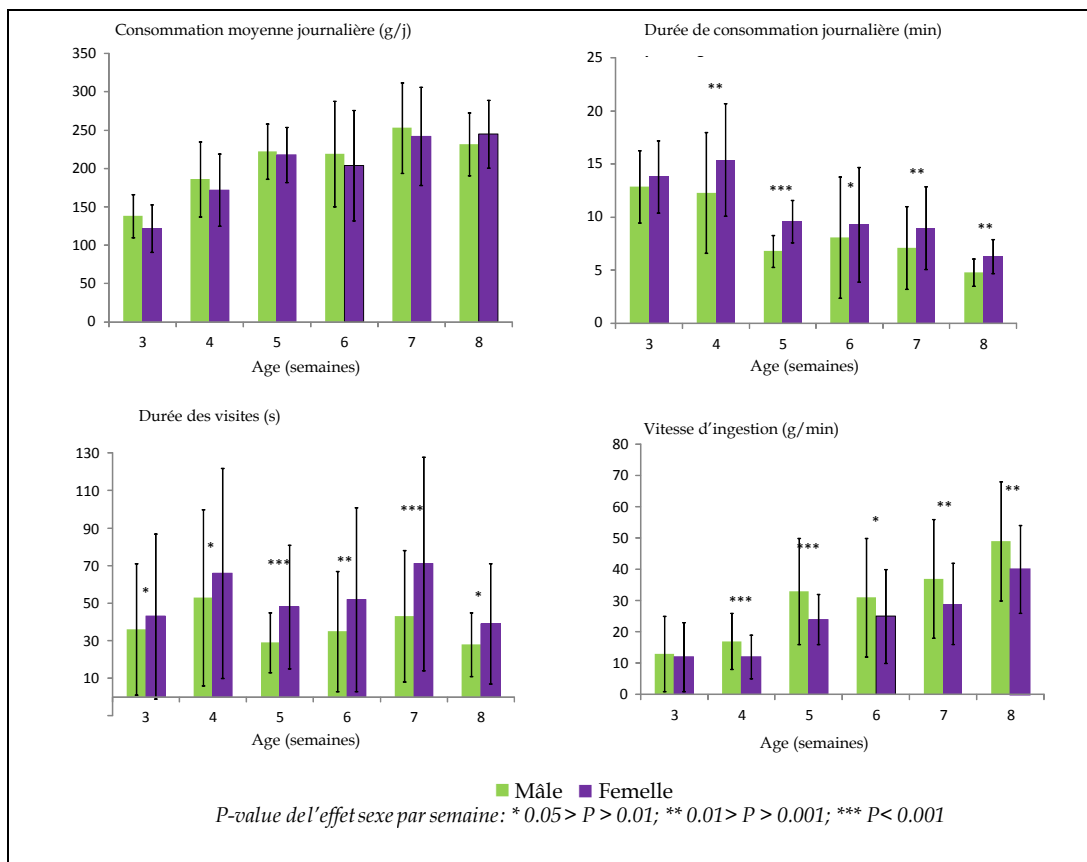 Consommation moyenne journalière (g/j)
350
300
250
200
150
100
50
0
3 4 5 6 7 8
Age (semaines)
Durée de consommation journalière (min)
25
20
15
10
5
0
** *** * ** **
3 4 5 6 7 8
Age (semaines)
Durée des visites (s)
130
110
90
70
50
30
10
* * *** ** *** *
3 4 5 6 7 8
Age (semaines)
Vitesse d'ingestion (g/min)
80
70
60
50
40
30
20
10
0
*** *** * ** **
3 4 5 6 7 8
Age (semaines)
Mâle Femelle
P-value de l'effet sexe par semaine: * 0.05 > P > 0.01; ** 0.01> P > 0.001; *** P< 0.001